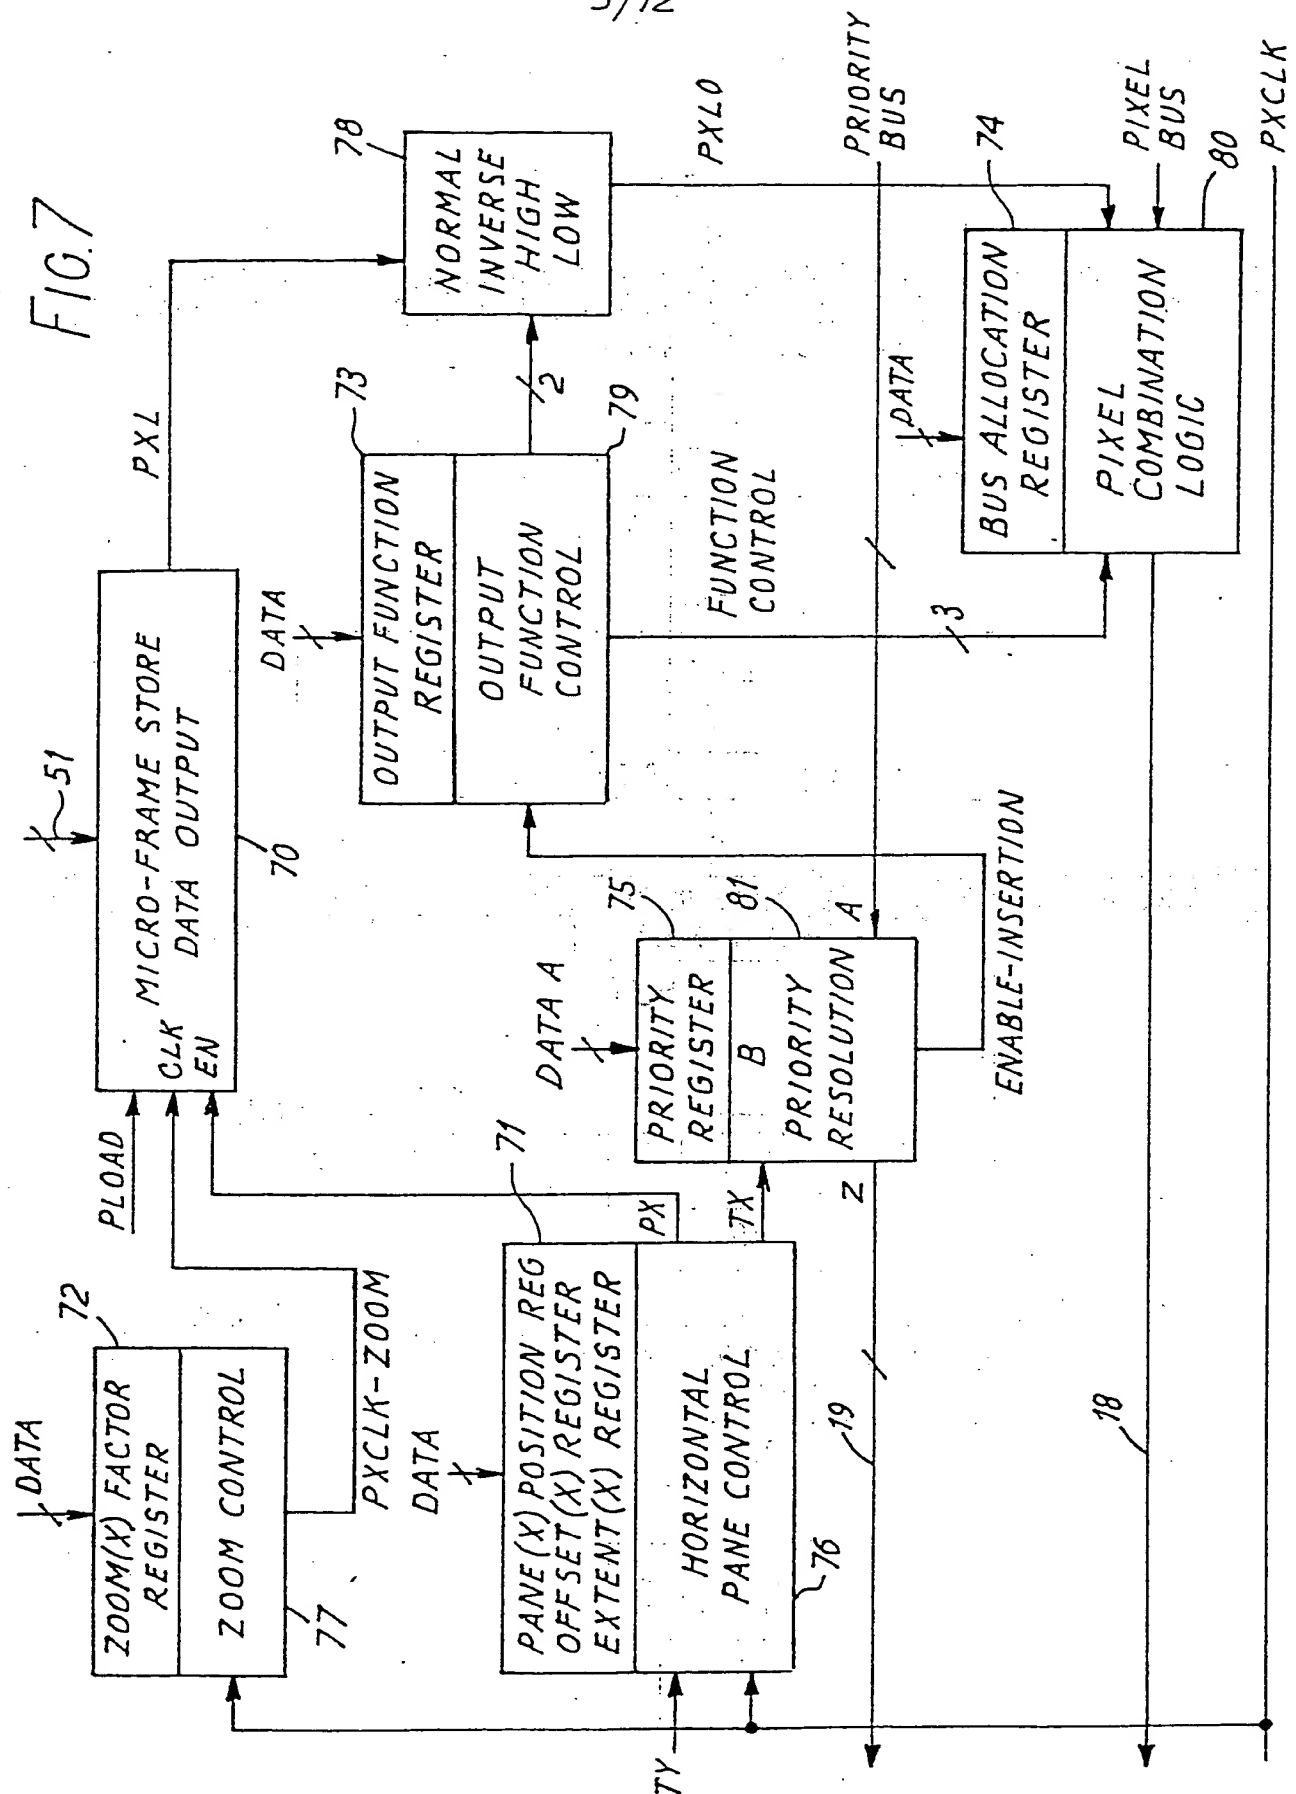 FIG.7
DATA
72
ZOOM(X) FACTOR
REGISTER
ZOOM CONTROL
77
PXCLK-ZOOM
PLOAD
CLK
EN
MICRO-FRAME STORE
DATA OUTPUT
51
70
PXL
78
NORMAL
INVERSE
HIGH
LOW
2
PXLO
DATA
73
OUTPUT FUNCTION
REGISTER
OUTPUT
FUNCTION
CONTROL
79
FUNCTION
CONTROL
3
DATA
71
PANE(X) POSITION REG
OFFSET(X) REGISTER
EXTENT(X) REGISTER
HORIZONTAL
PANE CONTROL
76
PX
TX
TY
DATA A
75
PRIORITY
REGISTER
B
PRIORITY
RESOLUTION
81
A
Z
ENABLE-INSERTION
PRIORITY
BUS
19
DATA
74
BUS ALLOCATION
REGISTER
PIXEL
COMBINATION
LOGIC
80
PIXEL
BUS
18
PXCLK